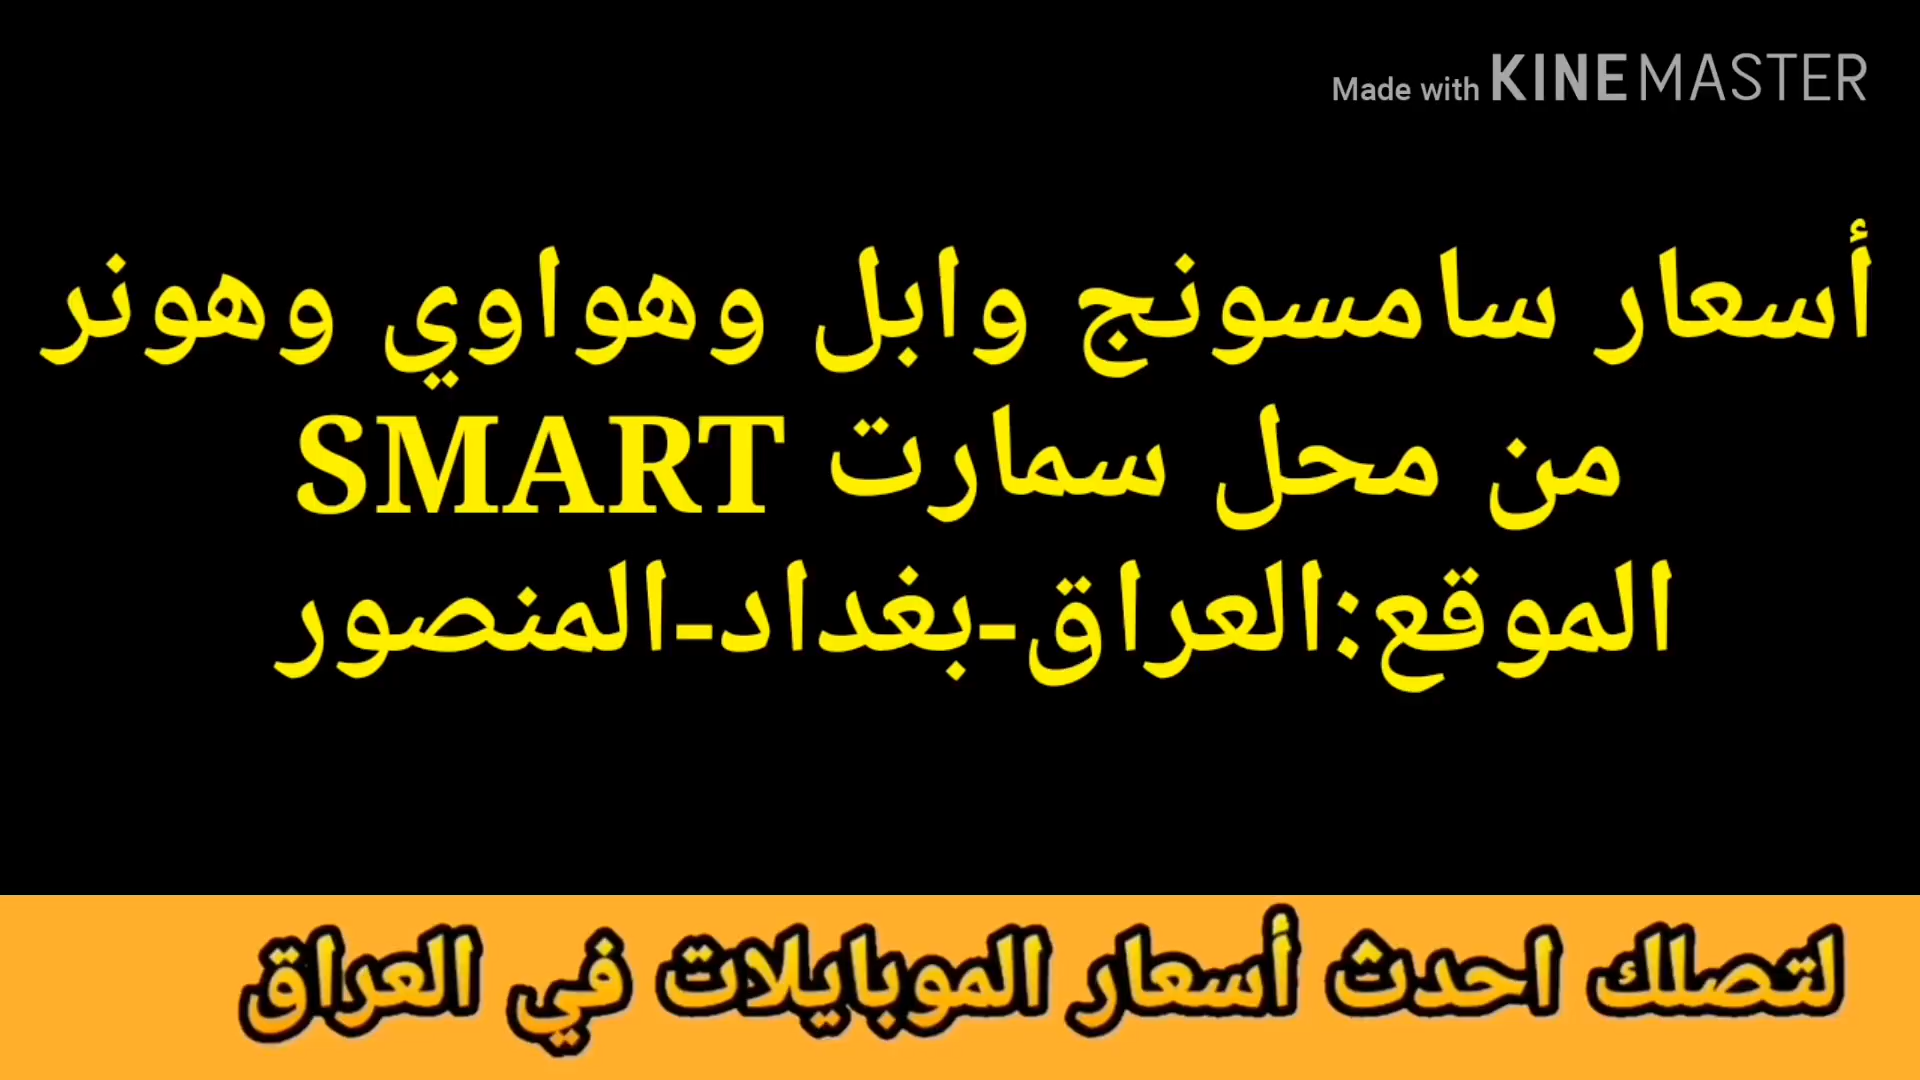 Made with KINEMASTER
أسعار سامسونج وابل وهواوي وهونر
من محل سمارت SMART
الموقع:العراق-بغداد-المنصور
لتصلك احدث أسعار الموبايلات في العراق